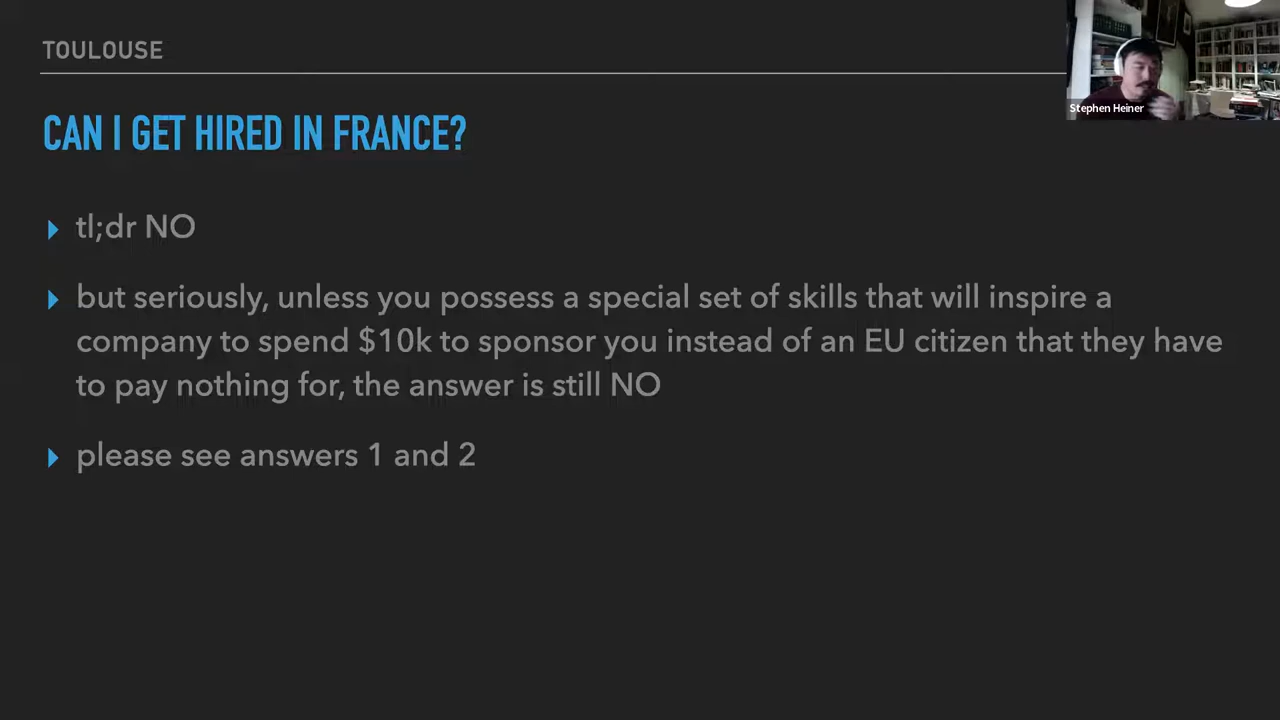 TOULOUSE
Stephen Heiner
CAN I GET HIRED IN FRANCE?
tl;dr NO
but seriously, unless you possess a special set of skills that will inspire a
company to spend $10k to sponsor you instead of an EU citizen that they have
to pay nothing for, the answer is still NO
please see answers 1 and 2